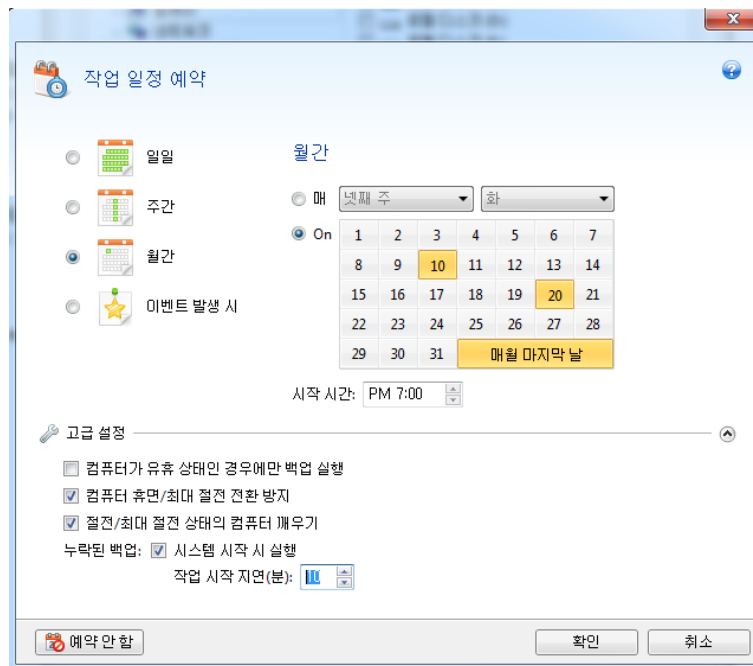 작업 일정 예약
일일
주간
월간
이벤트 발생 시
월간
매 넷째 주 화
On
1 2 3 4 5 6 7
8 9 10 11 12 13 14
15 16 17 18 19 20 21
22 23 24 25 26 27 28
29 30 31 매월 마지막 날
시작 시간: PM 7:00
고급 설정
컴퓨터가 유휴 상태인 경우에만 백업 실행
컴퓨터 휴면/최대 절전 전환 방지
절전/최대 절전 상태의 컴퓨터 깨우기
누락된 백업: 시스템 시작 시 실행
작업 시작 지연(분): 10
예약 안 함 확인 취소